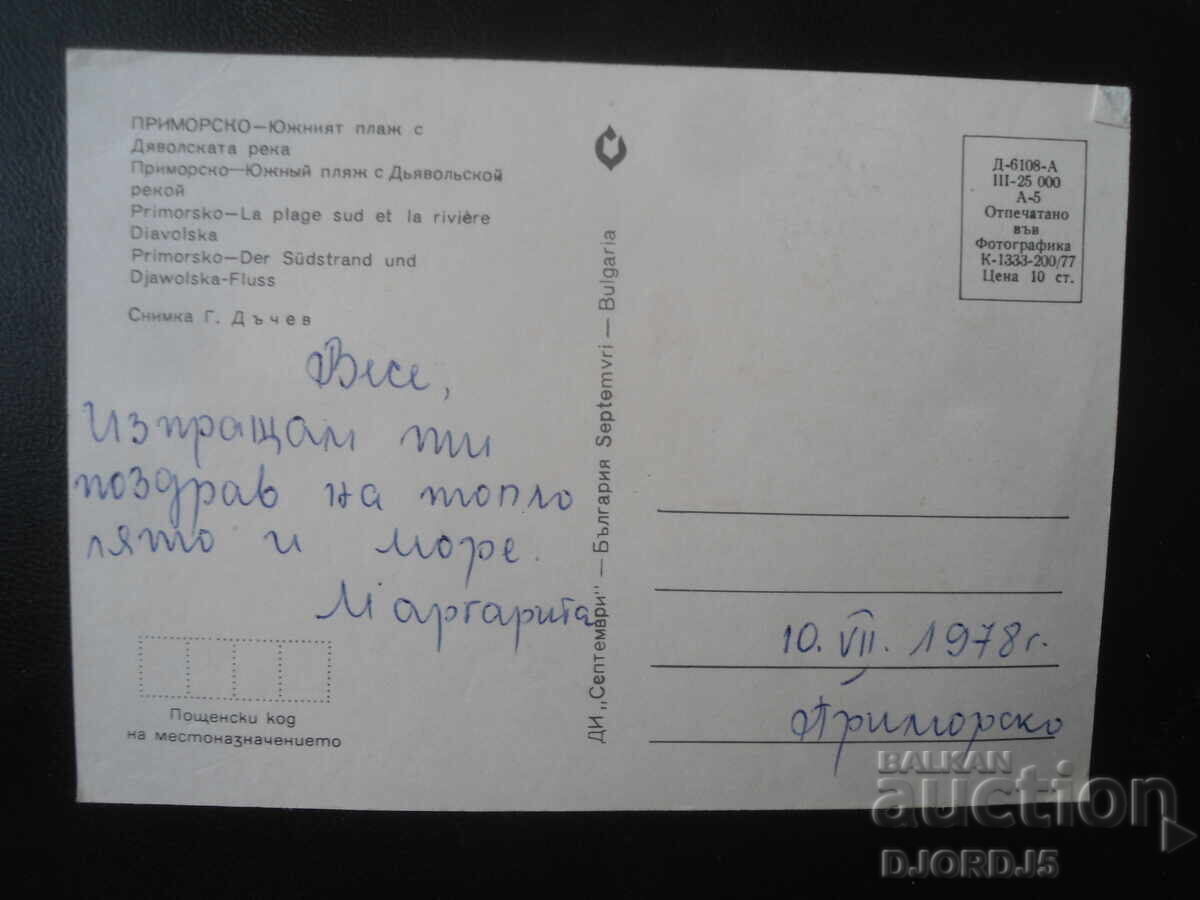 ПРИМОРСКО—Южният плаж с
Дяволската река
Приморско—Южный пляж с Дьявольской
рекой
Primorsko—La plage sud et la rivière
Diavolska
Primorsko—Der Südstrand und
Djawolska-Fluss
Снимка Г. Дъчев
Весе,
Изпращам ти
поздрав на топло
лято и море.
Маргарита
Пощенски код
на местоназначението
ДИ „Септември" — България Septemvri — Bulgaria
Д-6108-А
III-25 000
А-5
Отпечатано
във
Фотографика
К-1333-200/77
Цена 10 ст.
10. VII. 1978 г.
Приморско
BALKAN
auction
DJORDJ5